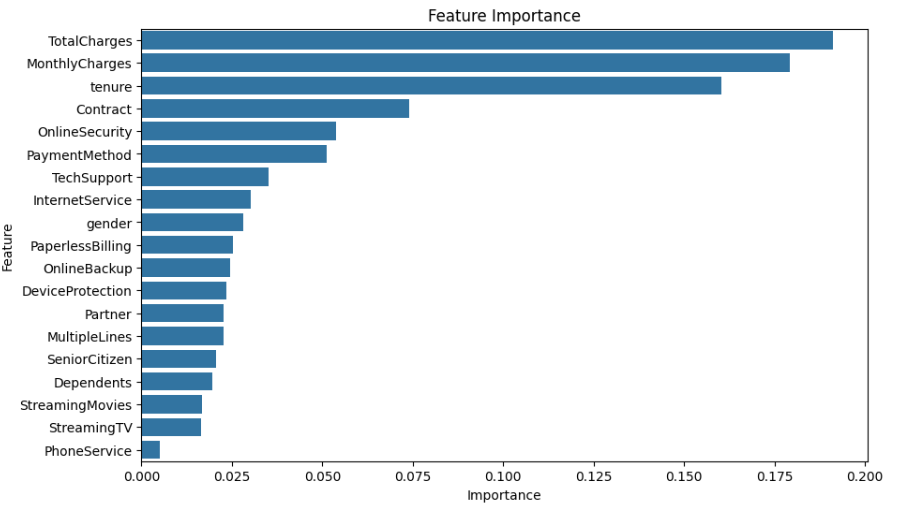 Feature Importance
TotalCharges
MonthlyCharges
tenure
Contract
OnlineSecurity
PaymentMethod
TechSupport
InternetService
gender
PaperlessBilling
OnlineBackup
DeviceProtection
Partner
MultipleLines
SeniorCitizen
Dependents
StreamingMovies
StreamingTV
PhoneService
Feature
0.000 0.025 0.050 0.075 0.100 0.125 0.150 0.175 0.200
Importance